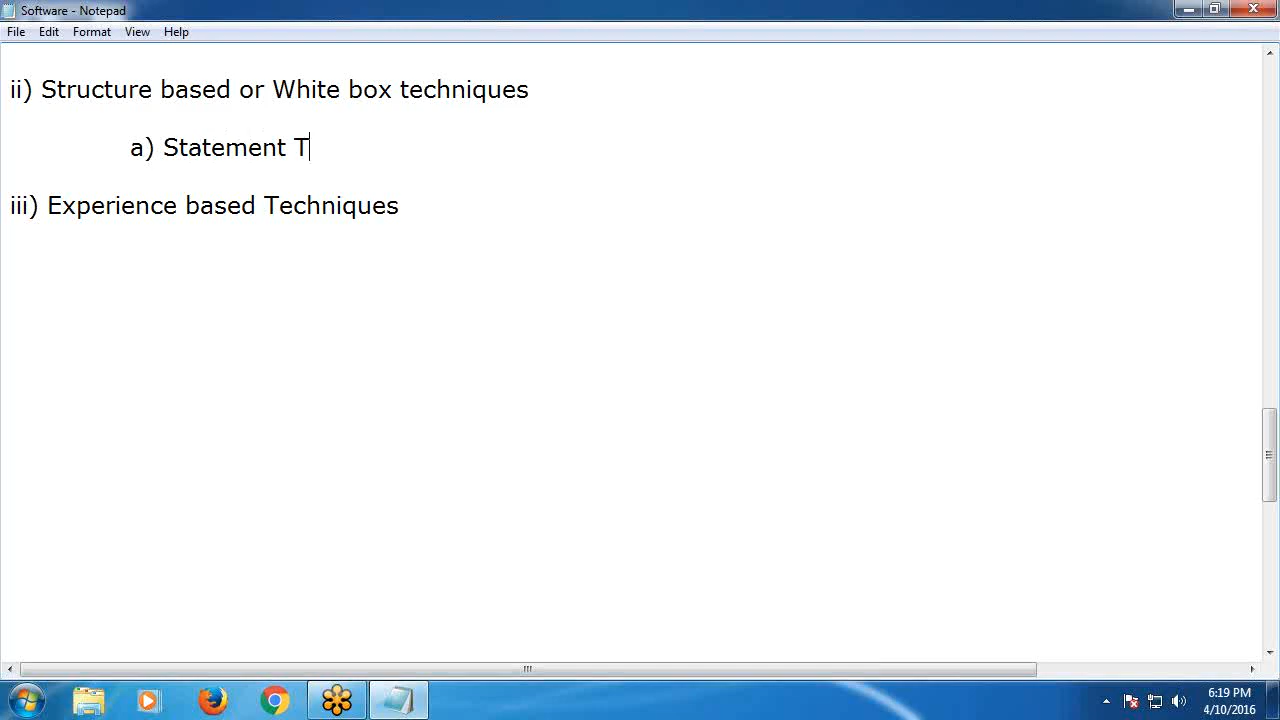 Software - Notepad
File Edit Format View Help
ii) Structure based or White box techniques
a) Statement T
iii) Experience based Techniques
6:19 PM
4/10/2016